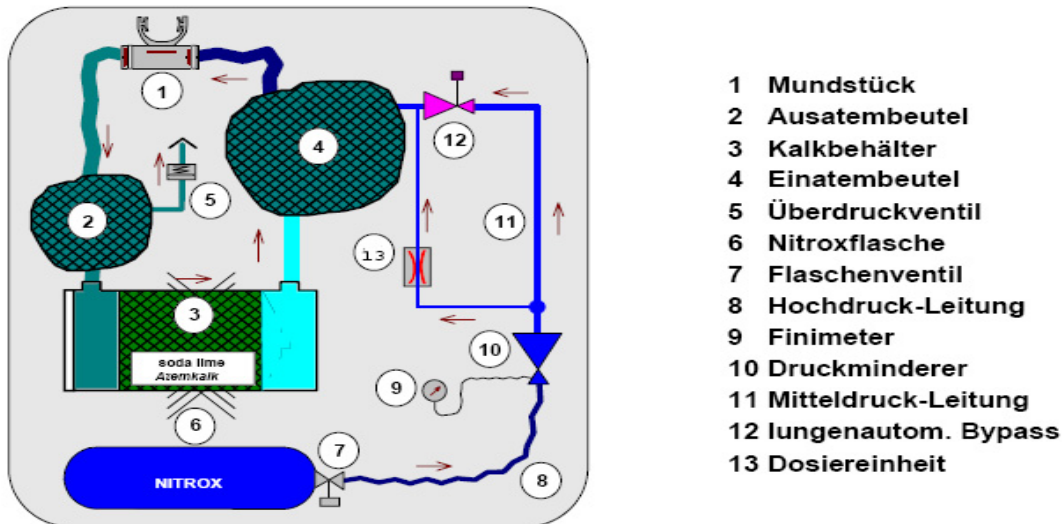 1
2
3
4
5
6
7
8
9
10
11
12
13
soda lime
Atemkalk
NITROX
1 Mundstück
2 Ausatembeutel
3 Kalkbehälter
4 Einatembeutel
5 Überdruckventil
6 Nitroxflasche
7 Flaschenventil
8 Hochdruck-Leitung
9 Finimeter
10 Druckminderer
11 Mitteldruck-Leitung
12 lungenautom. Bypass
13 Dosiereinheit